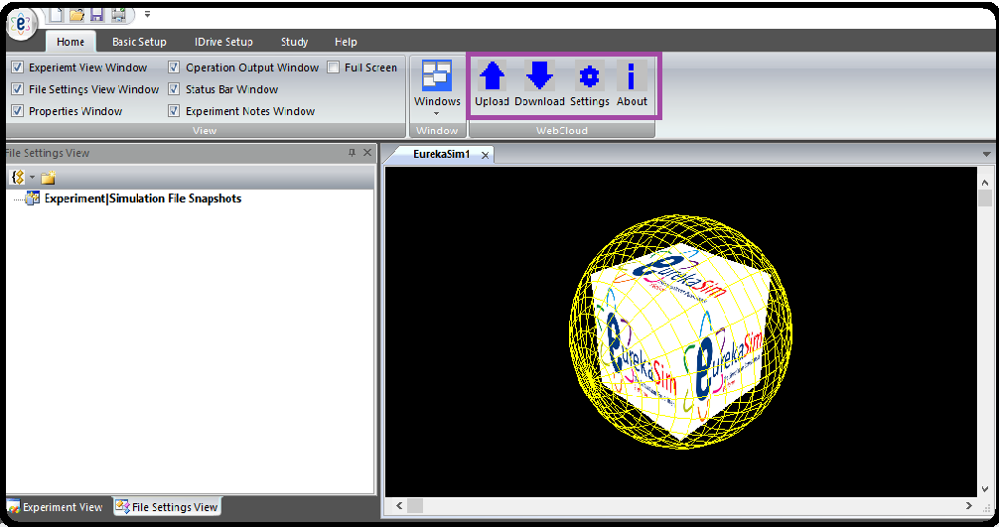 e
Home Basic Setup IDrive Setup Study Help
Experient View Window Operation Output Window Full Screen
File Settings View Window Status Bar Window
Properties Window Experiment Notes Window
Windows Upload Download Settings About
View Window WebCloud
File Settings View
EurekaSim1
Experiment|Simulation File Snapshots
eurekaSim
eurekaSim
eurekaSim
Experiment View File Settings View